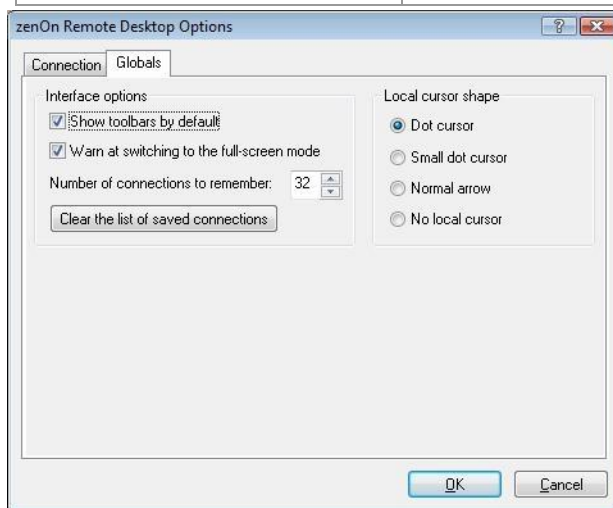 zenOn Remote Desktop Options
Connection
Globals
Interface options
Show toolbars by default
Warn at switching to the full-screen mode
Number of connections to remember: 32
Clear the list of saved connections
Local cursor shape
Dot cursor
Small dot cursor
Normal arrow
No local cursor
OK
Cancel